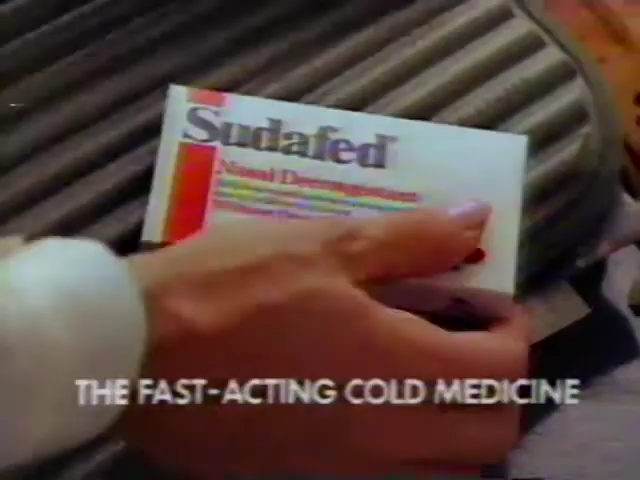 Sudafed
Nasal Decongestant
THE FAST-ACTING COLD MEDICINE